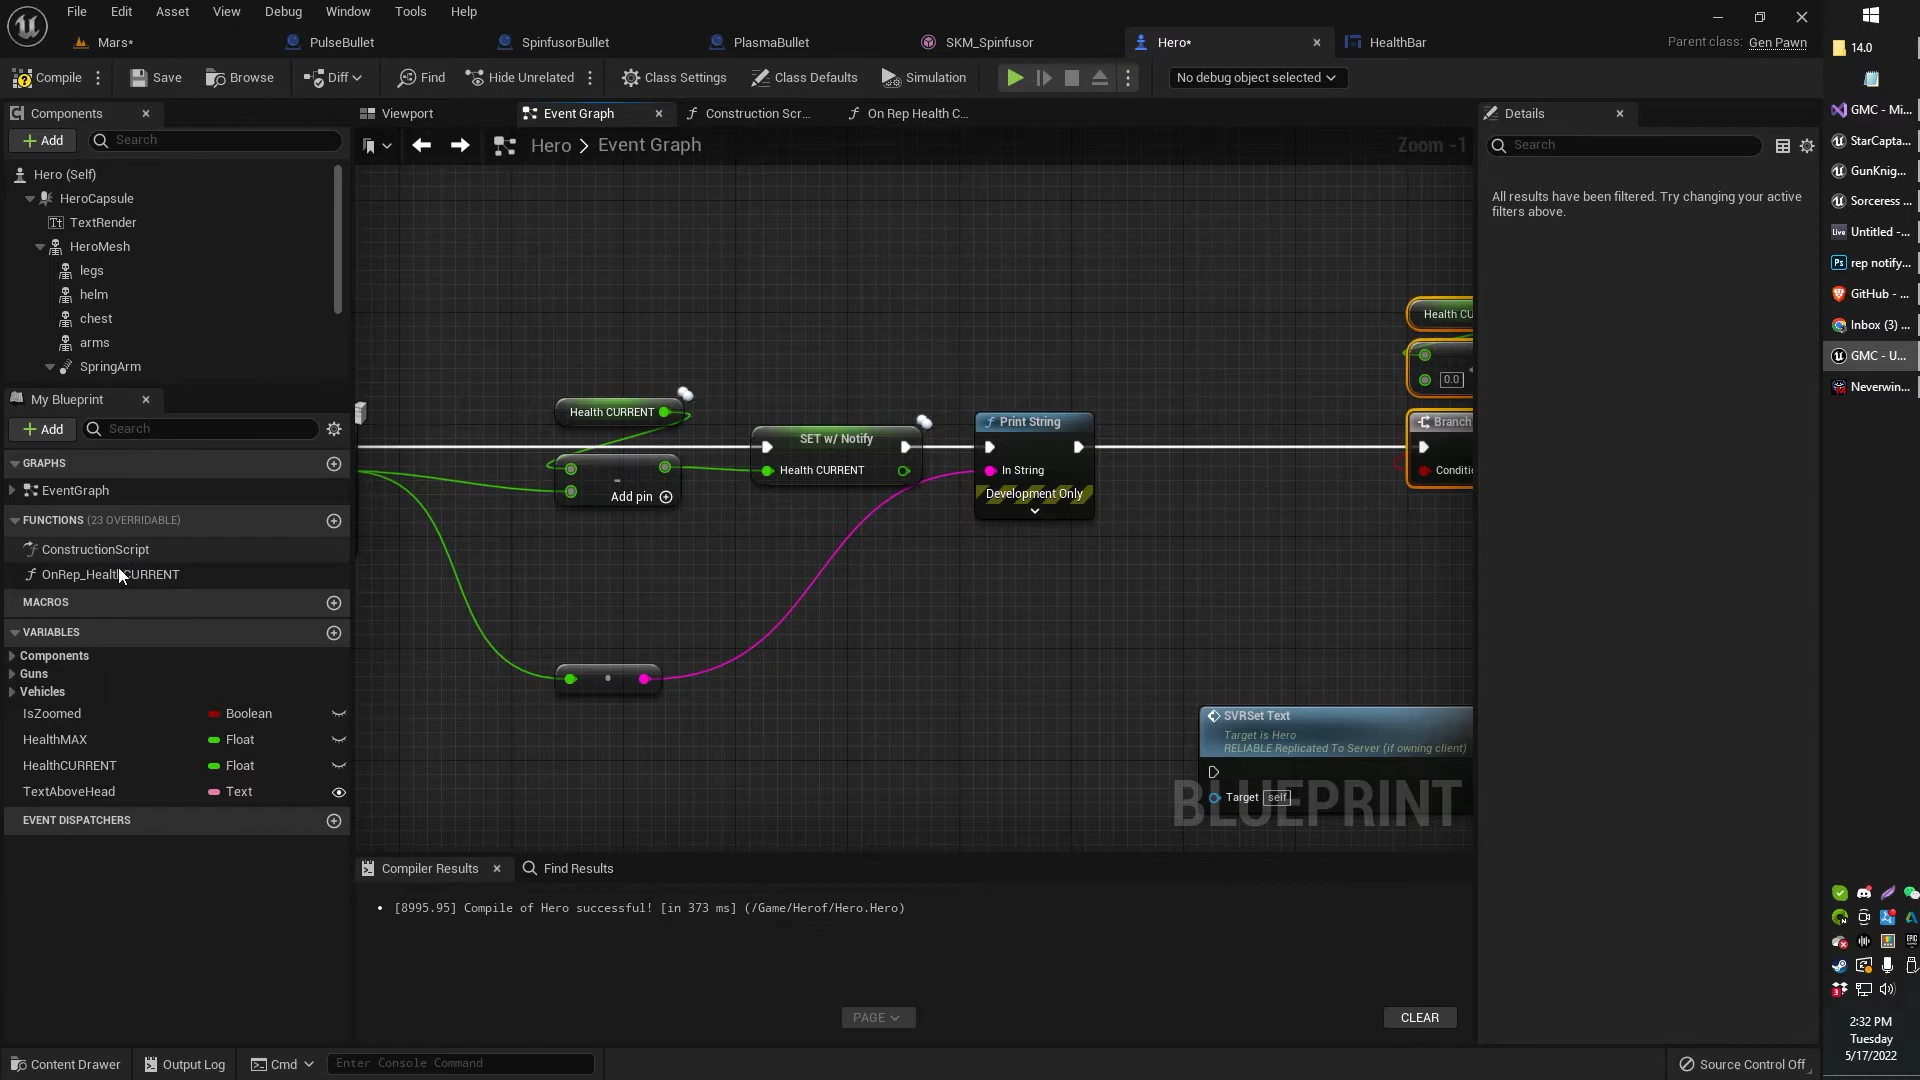 File Edit Asset View Debug Window Tools Help
Mars* PulseBullet SpinfusorBullet PlasmaBullet SKM_Spinfusor Hero* HealthBar
Parent class: Gen Pawn
Compile Save Browse Diff Find Hide Unrelated Class Settings Class Defaults Simulation No debug object selected
Components
Add Search
Hero (Self)
HeroCapsule
TextRender
HeroMesh
legs
helm
chest
arms
SpringArm
My Blueprint
Add Search
GRAPHS
EventGraph
FUNCTIONS (23 OVERRIDABLE)
ConstructionScript
OnRep_HealthCURRENT
MACROS
VARIABLES
Components
Guns
Vehicles
IsZoomed Boolean
HealthMAX Float
HealthCURRENT Float
TextAboveHead Text
EVENT DISPATCHERS
Viewport Event Graph Construction Scr... On Rep Health C...
Hero > Event Graph
Zoom -1
Health CURRENT
-
Add pin
SET w/ Notify
Health CURRENT
Print String
In String
Development Only
Health CU
0.0
Branch
Conditio
SVRSet Text
Target is Hero
RELIABLE Replicated To Server (if owning client)
Target self
BLUEPRINT
Compiler Results Find Results
[8995.95] Compile of Hero successful! [in 373 ms] (/Game/Herof/Hero.Hero)
PAGE
CLEAR
Details
Search
All results have been filtered. Try changing your active
filters above.
Content Drawer Output Log Cmd Enter Console Command Source Control Off
14.0
GMC - Mi...
StarCapta...
GunKnig...
Sorceress ...
Live Untitled -...
Ps rep notify...
GitHub - ...
Inbox (3) ...
GMC - U...
Neverwin...
EPIC
3
2:32 PM
Tuesday
5/17/2022